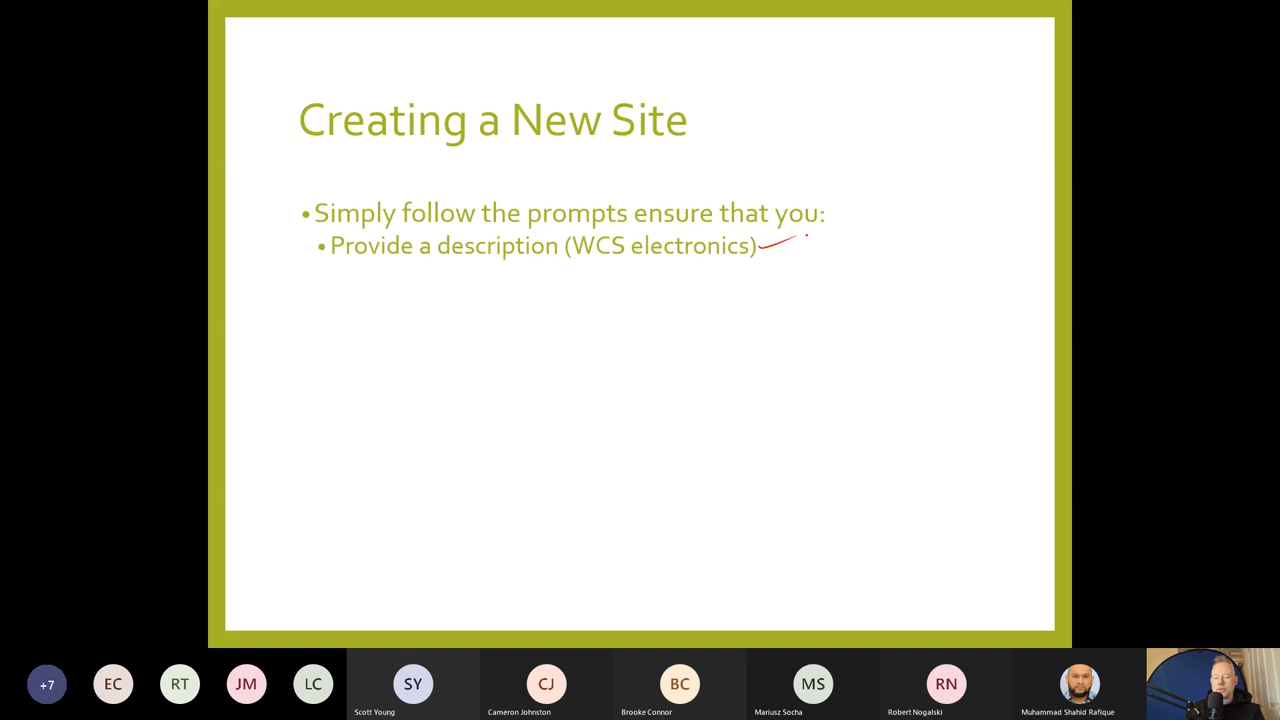 Creating a New Site
•Simply follow the prompts ensure that you:
•Provide a description (WCS electronics)
+7
EC
RT
JM
LC
SY
CJ
BC
MS
RN
Scott Young
Cameron Johnston
Brooke Connor
Mariusz Socha
Robert Nogalski
Muhammad Shahid Rafique